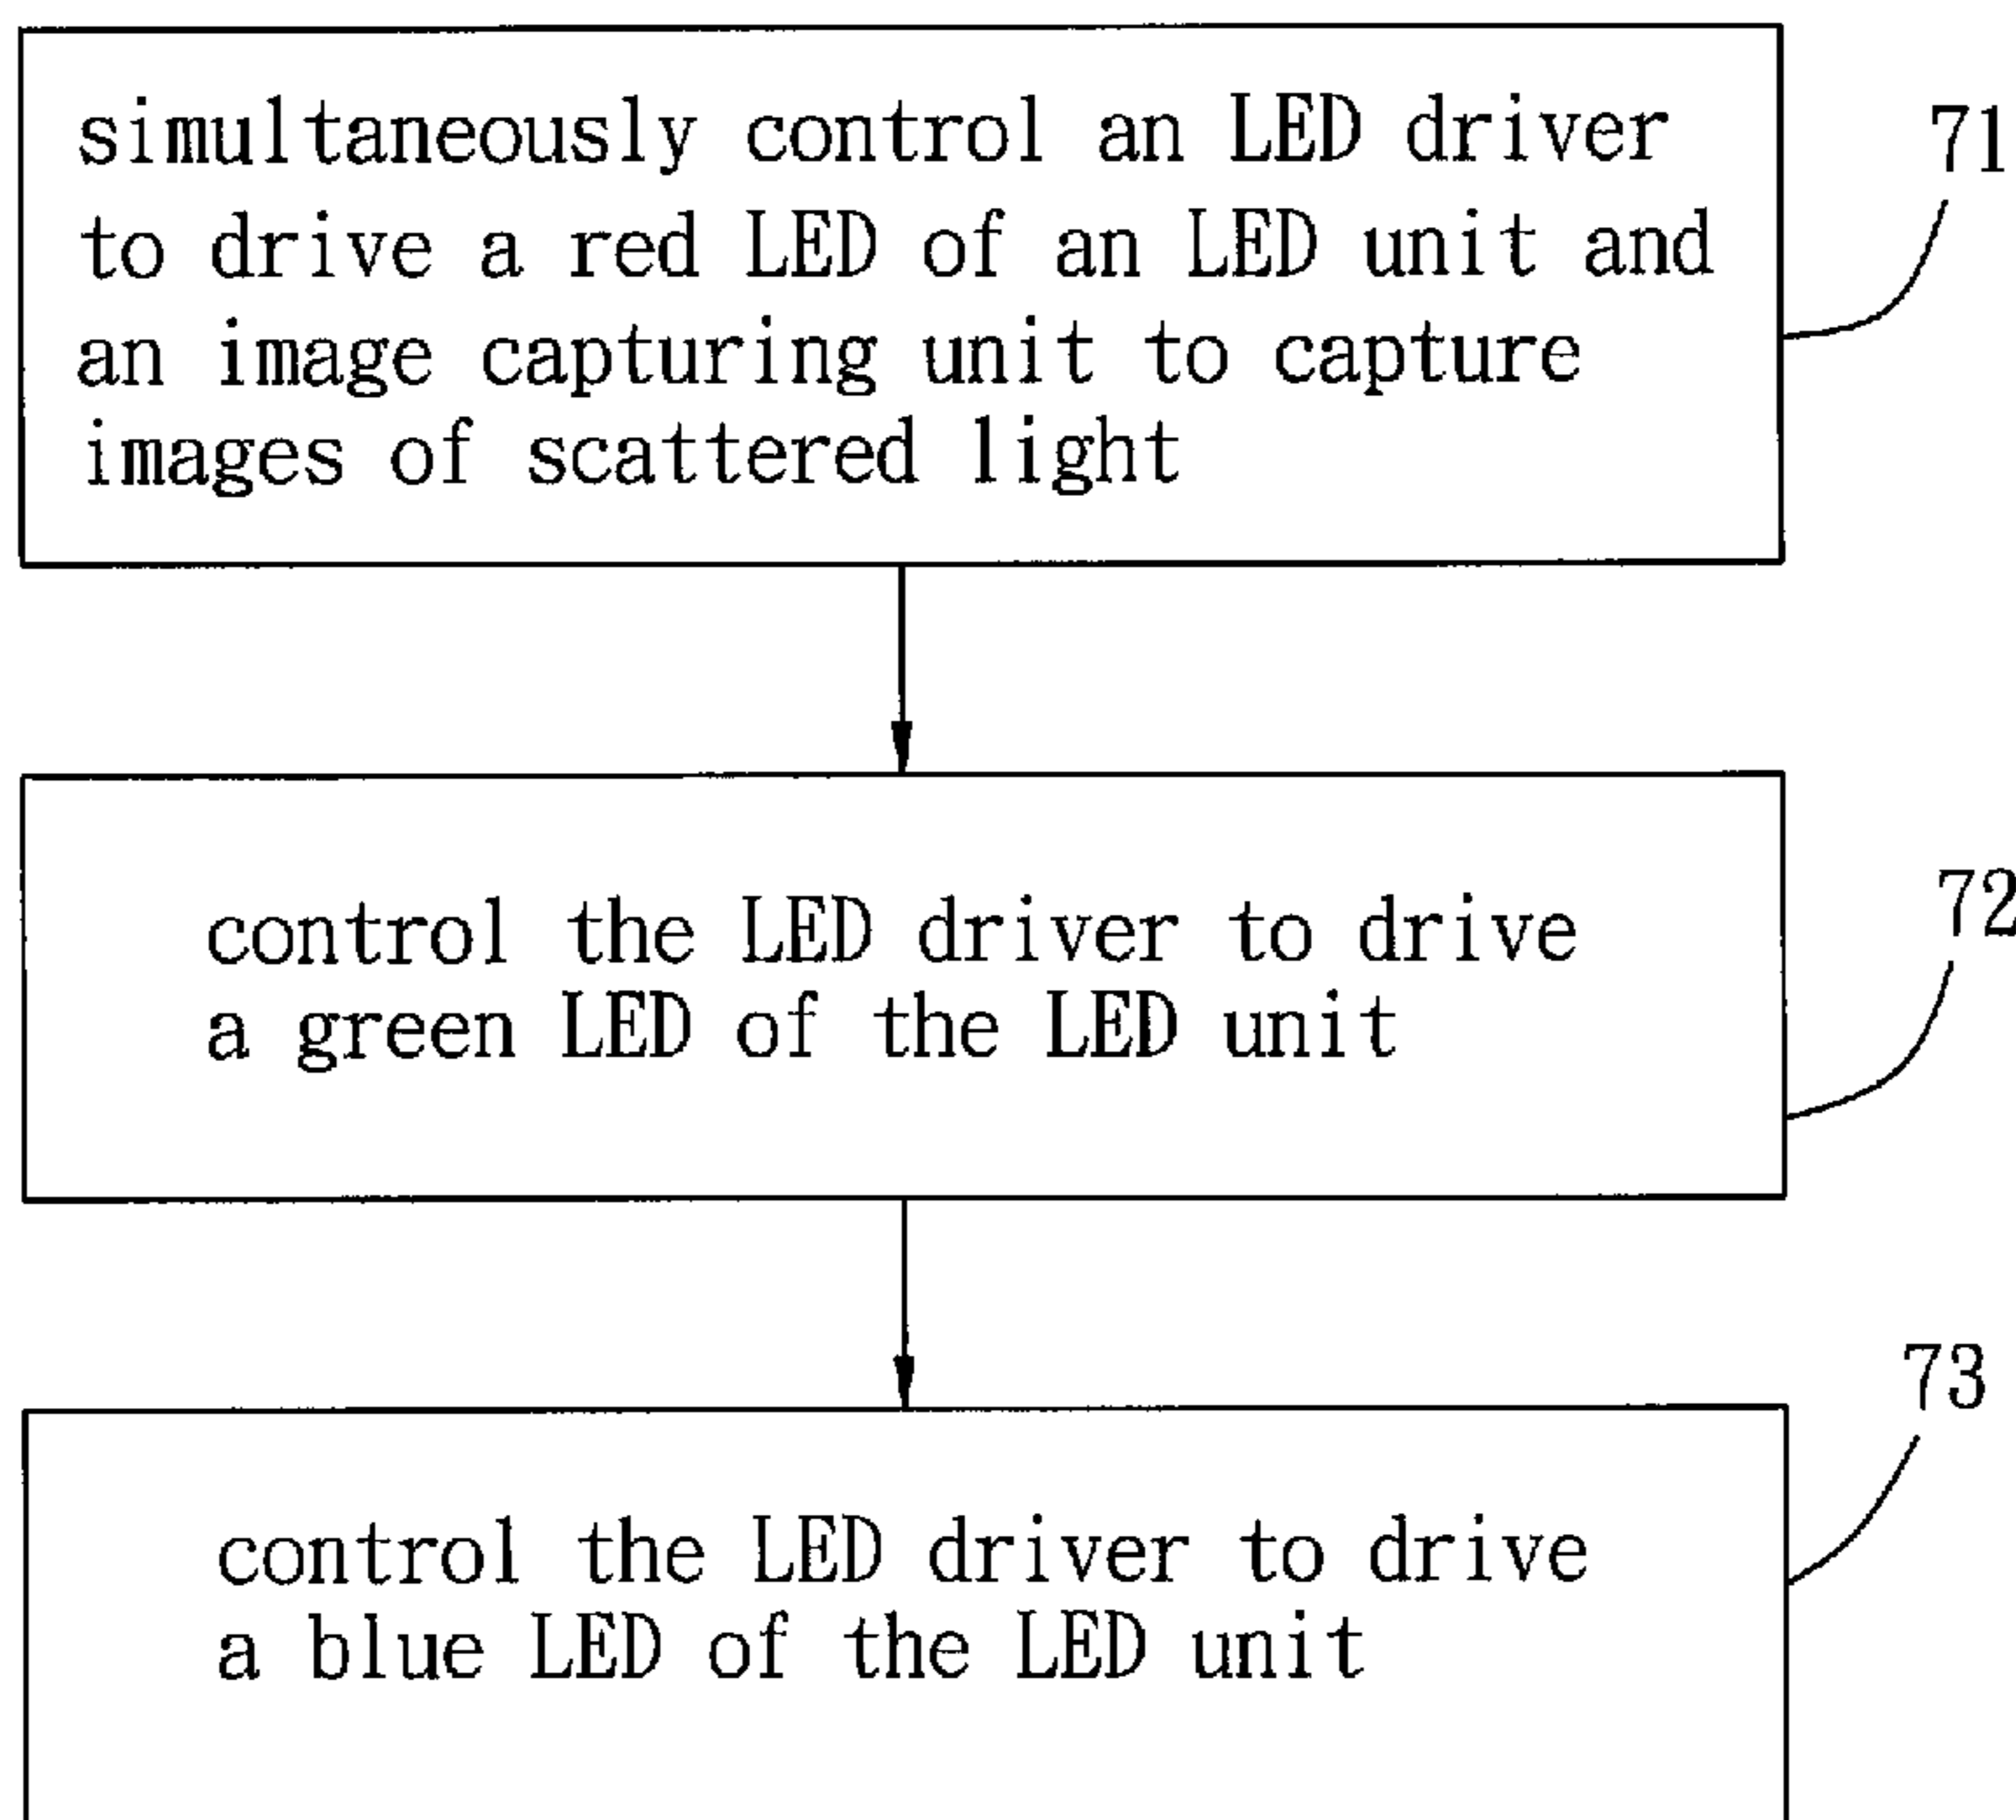 simultaneously control an LED driver
to drive a red LED of an LED unit and
an image capturing unit to capture
images of scattered light
71
control the LED driver to drive
a green LED of the LED unit
72
control the LED driver to drive
a blue LED of the LED unit
73